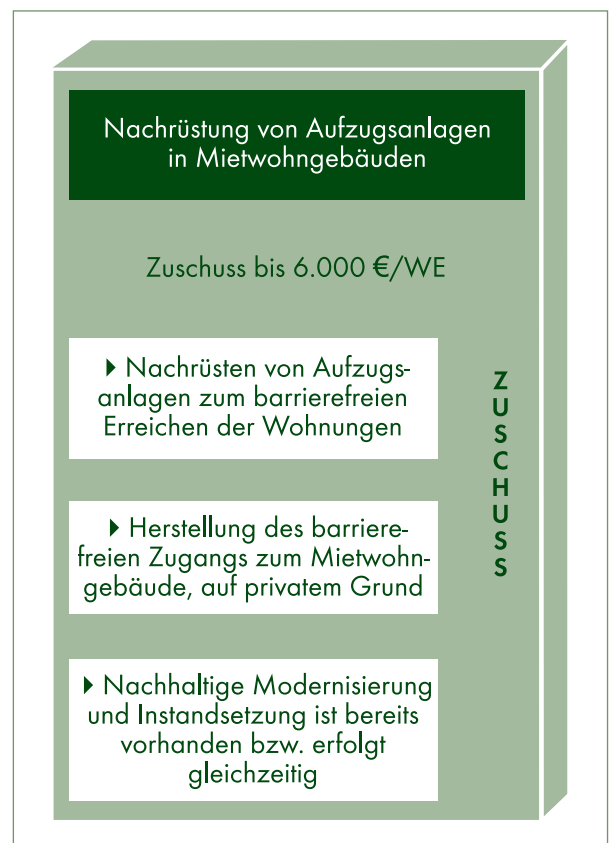 Nachrüstung von Aufzugsanlagen
in Mietwohngebäuden
Zuschuss bis 6.000 €/WE
▸ Nachrüsten von Aufzugs-
anlagen zum barrierefreien
Erreichen der Wohnungen
▸ Herstellung des barriere-
freien Zugangs zum Mietwohn-
gebäude, auf privatem Grund
▸ Nachhaltige Modernisierung
und Instandsetzung ist bereits
vorhanden bzw. erfolgt
gleichzeitig
ZUSCHUSS